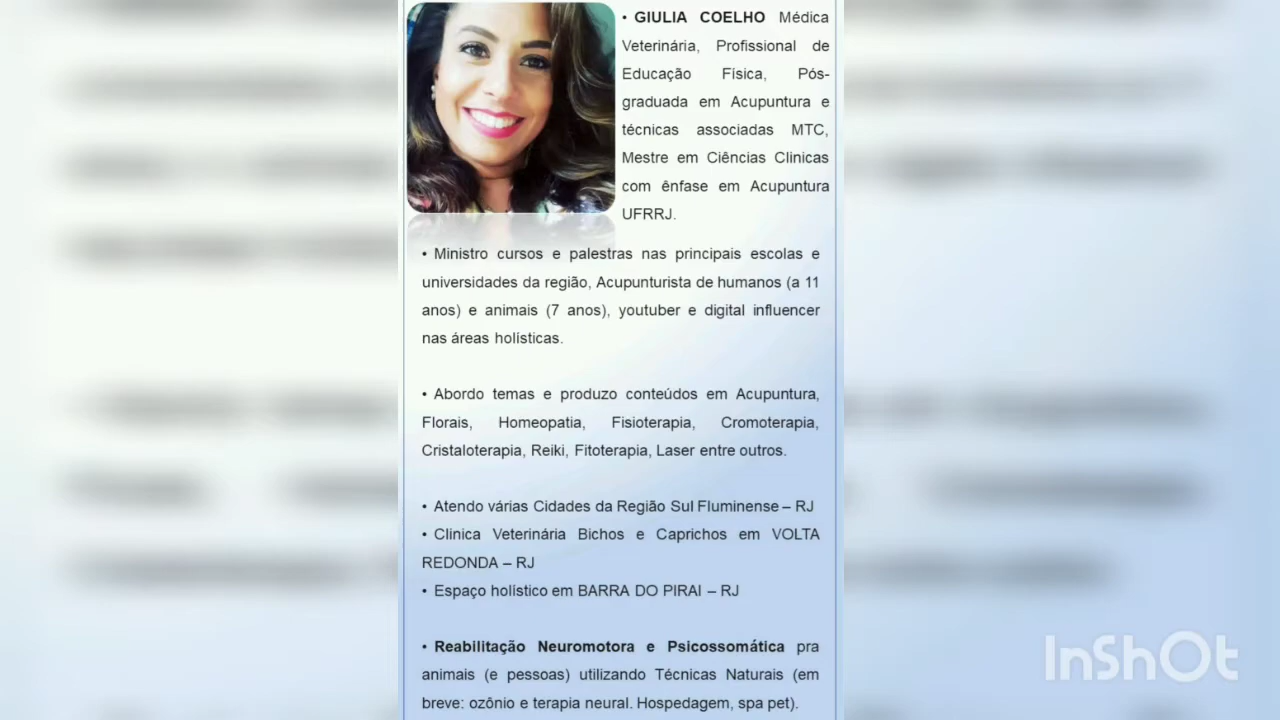 • GIULIA COELHO Médica
Veterinária, Profissional de
Educação Física, Pós-
graduada em Acupuntura e
técnicas associadas MTC,
Mestre em Ciências Clinicas
com ênfase em Acupuntura
UFRRJ.
• Ministro cursos e palestras nas principais escolas e
universidades da região, Acupunturista de humanos (a 11
anos) e animais (7 anos), youtuber e digital influencer
nas áreas holísticas.
• Abordo temas e produzo conteúdos em Acupuntura,
Florais, Homeopatia, Fisioterapia, Cromoterapia,
Cristaloterapia, Reiki, Fitoterapia, Laser entre outros.
• Atendo várias Cidades da Região Sul Fluminense – RJ
• Clinica Veterinária Bichos e Caprichos em VOLTA
REDONDA – RJ
• Espaço holístico em BARRA DO PIRAI – RJ
• Reabilitação Neuromotora e Psicossomática pra
animais (e pessoas) utilizando Técnicas Naturais (em
breve: ozônio e terapia neural. Hospedagem, spa pet).
InShOt